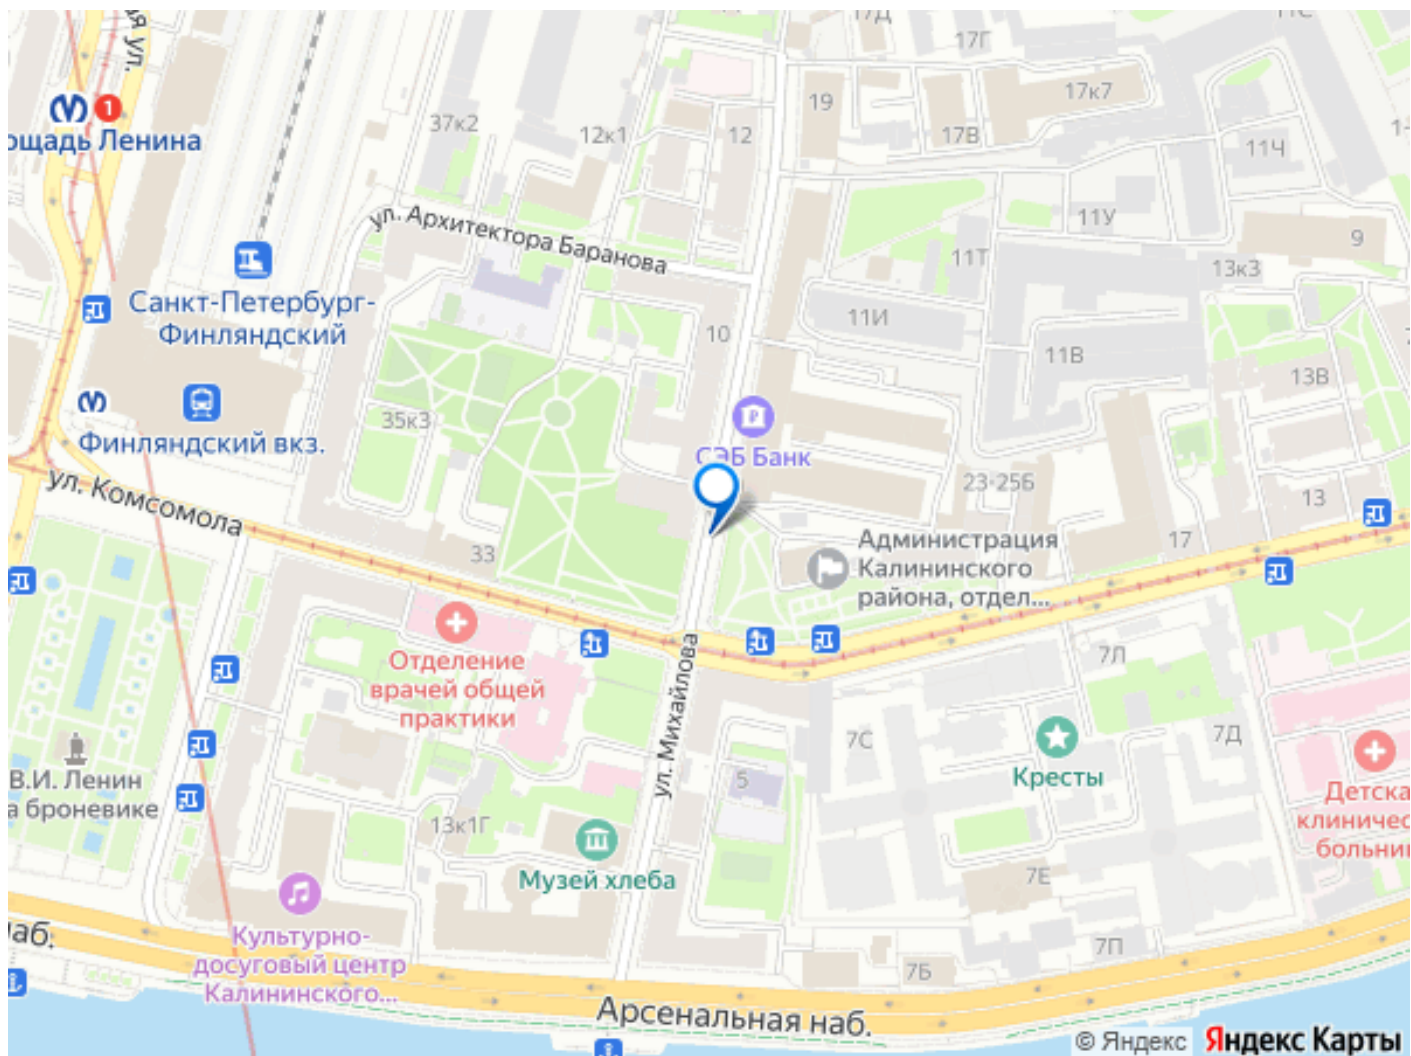 17Д
17Г
19
17к7
1
37к2
12к1
12
17В
11Ч
ощадь Ленина
ул. Архитектора Баранова
11У
11Т
9
13к3
Санкт-Петербург-
Финляндский
10
11И
11В
13В
35к3
Финляндский вкз.
СЭБ Банк
ул. Комсомола
23-25Б
13
33
17
Администрация
Калининского
района, отдел...
Отделение
врачей общей
практики
ул. Михайлова
7Л
7С
7Д
Кресты
В.И. Ленин
а броневике
5
13к1Г
Детска
клиничес
больни
Музей хлеба
7Е
наб.
Культурно-
досуговый центр
Калининского...
7П
7Б
Арсенальная наб.
© Яндекс Яндекс Карты